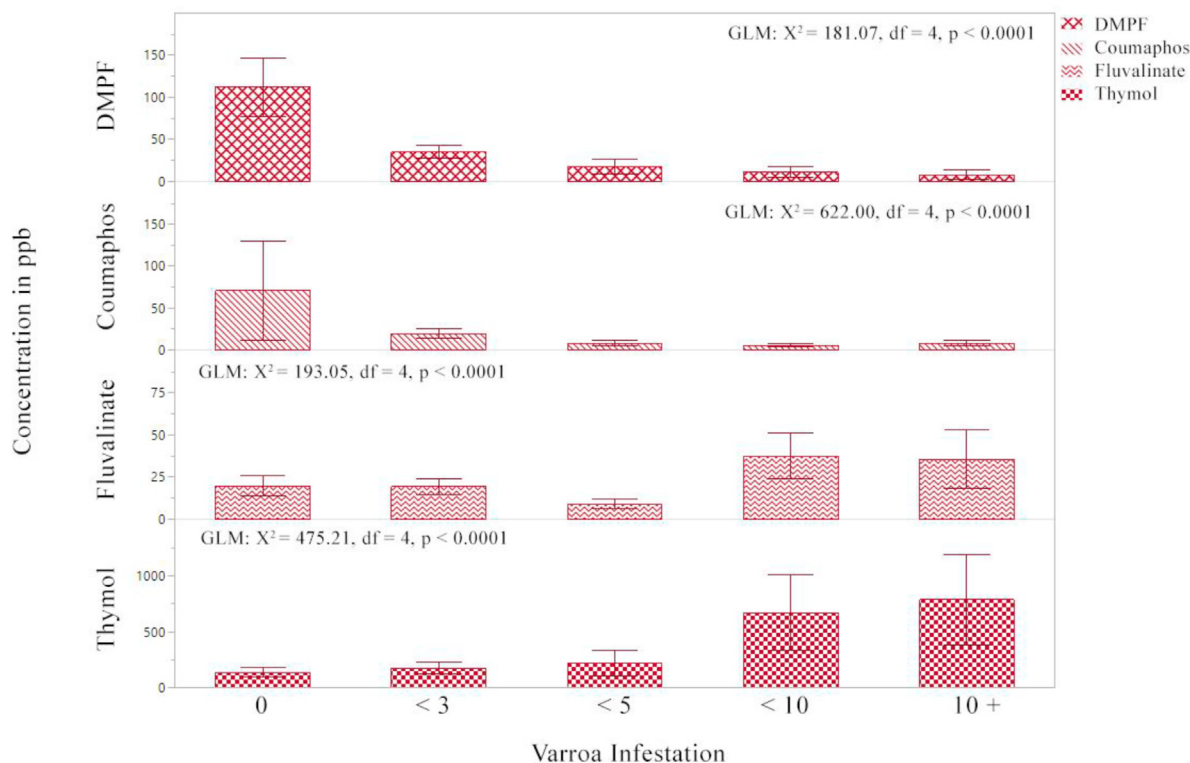 GLM: X² = 181.07, df = 4, p < 0.0001
DMPF
Coumaphos
Fluvalinate
Thymol
Concentration in ppb
DMPF
150
100
50
0
GLM: X² = 622.00, df = 4, p < 0.0001
Coumaphos
150
100
50
0
GLM: X² = 193.05, df = 4, p < 0.0001
Fluvalinate
75
50
25
0
GLM: X² = 475.21, df = 4, p < 0.0001
Thymol
1000
500
0
0 < 3 < 5 < 10 10 +
Varroa Infestation